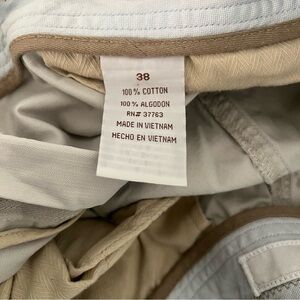 38
100% COTTON
100% ALGODON
RN# 37763
MADE IN VIETNAM
HECHO EN VIETNAM